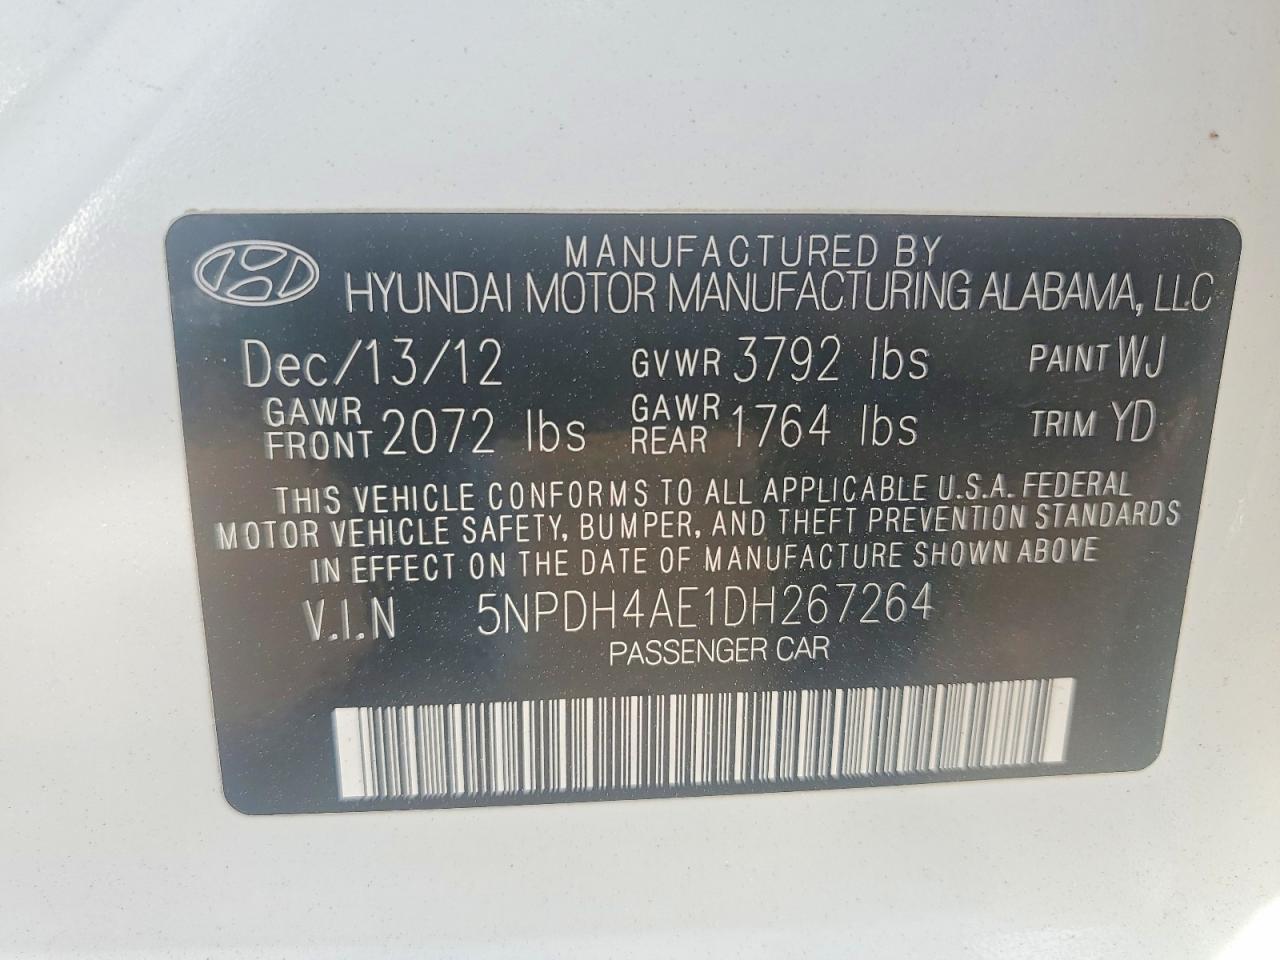 MANUFACTURED BY
HYUNDAI MOTOR MANUFACTURING ALABAMA, LLC
Dec/13/12 GVWR 3792 lbs PAINT WJ
GAWR FRONT 2072 lbs GAWR REAR 1764 lbs TRIM YD
THIS VEHICLE CONFORMS TO ALL APPLICABLE U.S.A. FEDERAL
MOTOR VEHICLE SAFETY, BUMPER, AND THEFT PREVENTION STANDARDS
IN EFFECT ON THE DATE OF MANUFACTURE SHOWN ABOVE
V.I.N 5NPDH4AE1DH267264
PASSENGER CAR